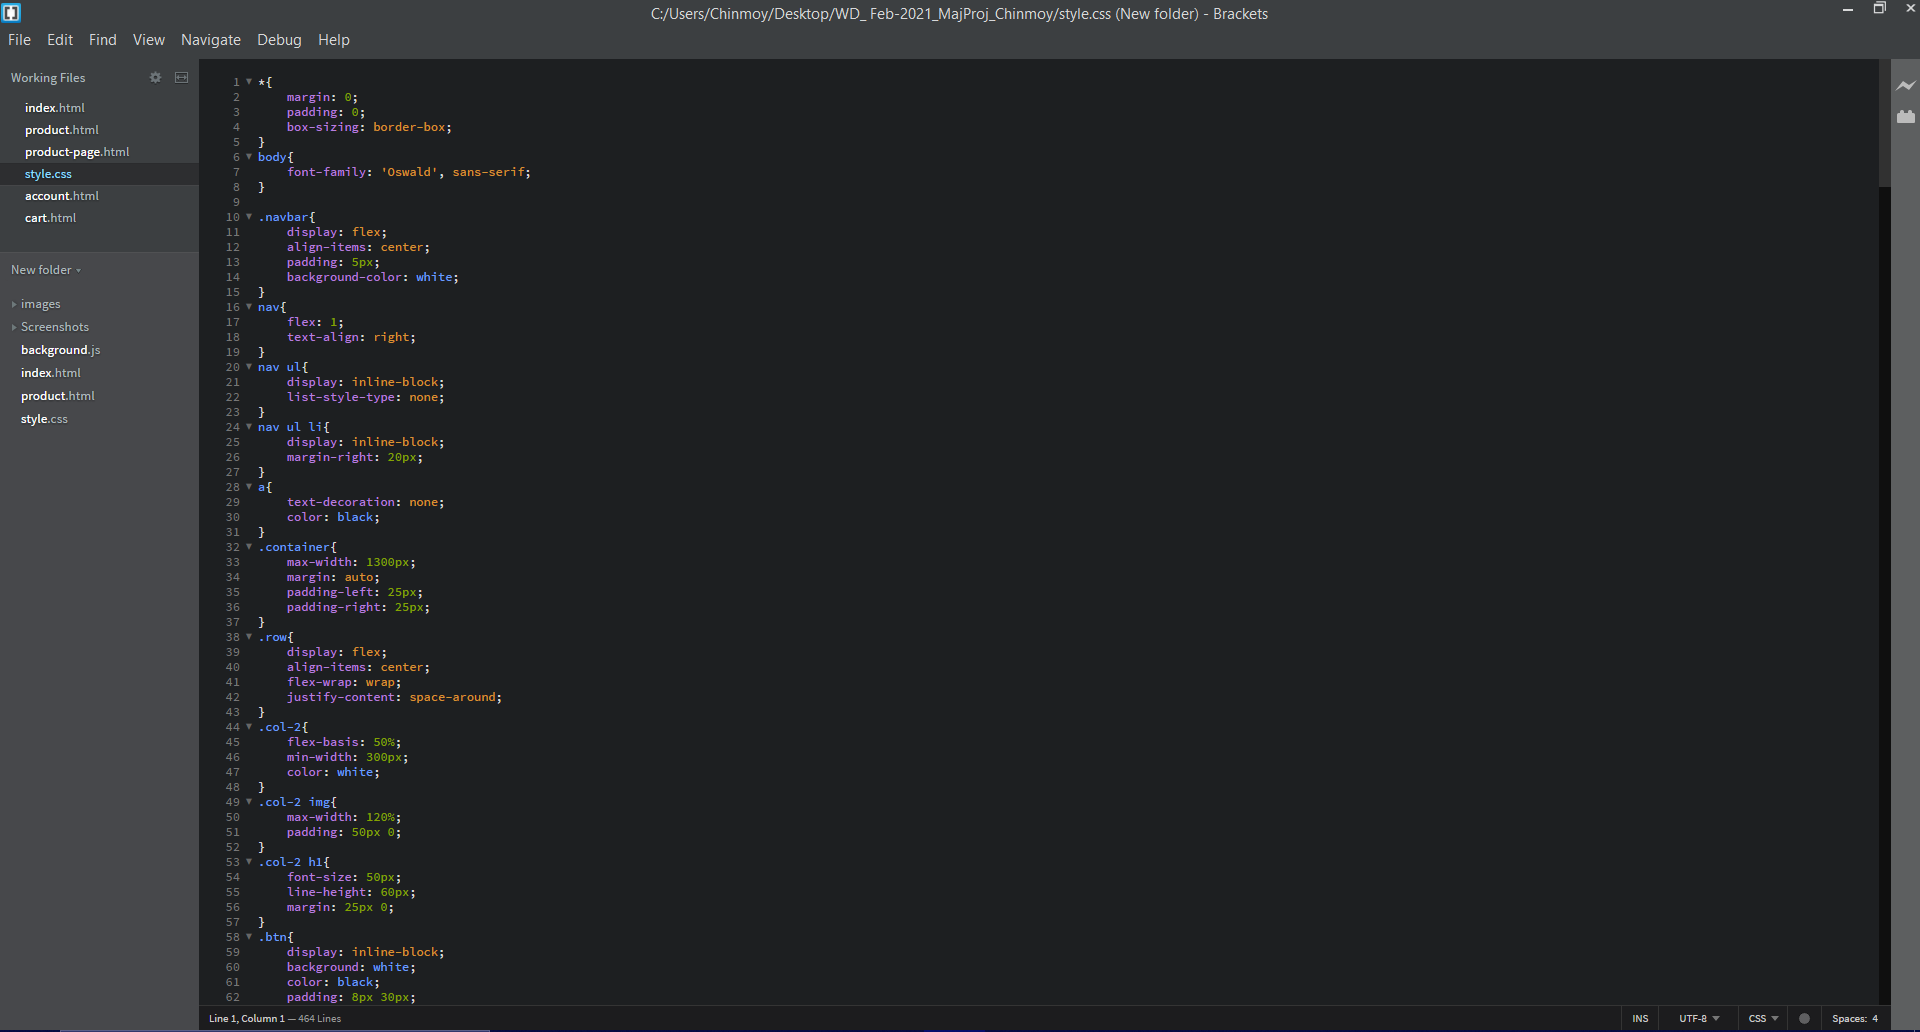 C:/Users/Chinmoy/Desktop/WD_ Feb-2021_MajProj_Chinmoy/style.css (New folder) - Brackets
File Edit Find View Navigate Debug Help
Working Files
index.html
product.html
product-page.html
style.css
account.html
cart.html
New folder
images
Screenshots
background.js
index.html
product.html
style.css
1 *{
2     margin: 0;
3     padding: 0;
4     box-sizing: border-box;
5 }
6 body{
7     font-family: 'Oswald', sans-serif;
8 }
9
10 .navbar{
11     display: flex;
12     align-items: center;
13     padding: 5px;
14     background-color: white;
15 }
16 nav{
17     flex: 1;
18     text-align: right;
19 }
20 nav ul{
21     display: inline-block;
22     list-style-type: none;
23 }
24 nav ul li{
25     display: inline-block;
26     margin-right: 20px;
27 }
28 a{
29     text-decoration: none;
30     color: black;
31 }
32 .container{
33     max-width: 1300px;
34     margin: auto;
35     padding-left: 25px;
36     padding-right: 25px;
37 }
38 .row{
39     display: flex;
40     align-items: center;
41     flex-wrap: wrap;
42     justify-content: space-around;
43 }
44 .col-2{
45     flex-basis: 50%;
46     min-width: 300px;
47     color: white;
48 }
49 .col-2 img{
50     max-width: 120%;
51     padding: 50px 0;
52 }
53 .col-2 h1{
54     font-size: 50px;
55     line-height: 60px;
56     margin: 25px 0;
57 }
58 .btn{
59     display: inline-block;
60     background: white;
61     color: black;
62     padding: 8px 30px;
Line 1, Column 1 — 464 Lines
INS UTF-8 CSS Spaces: 4